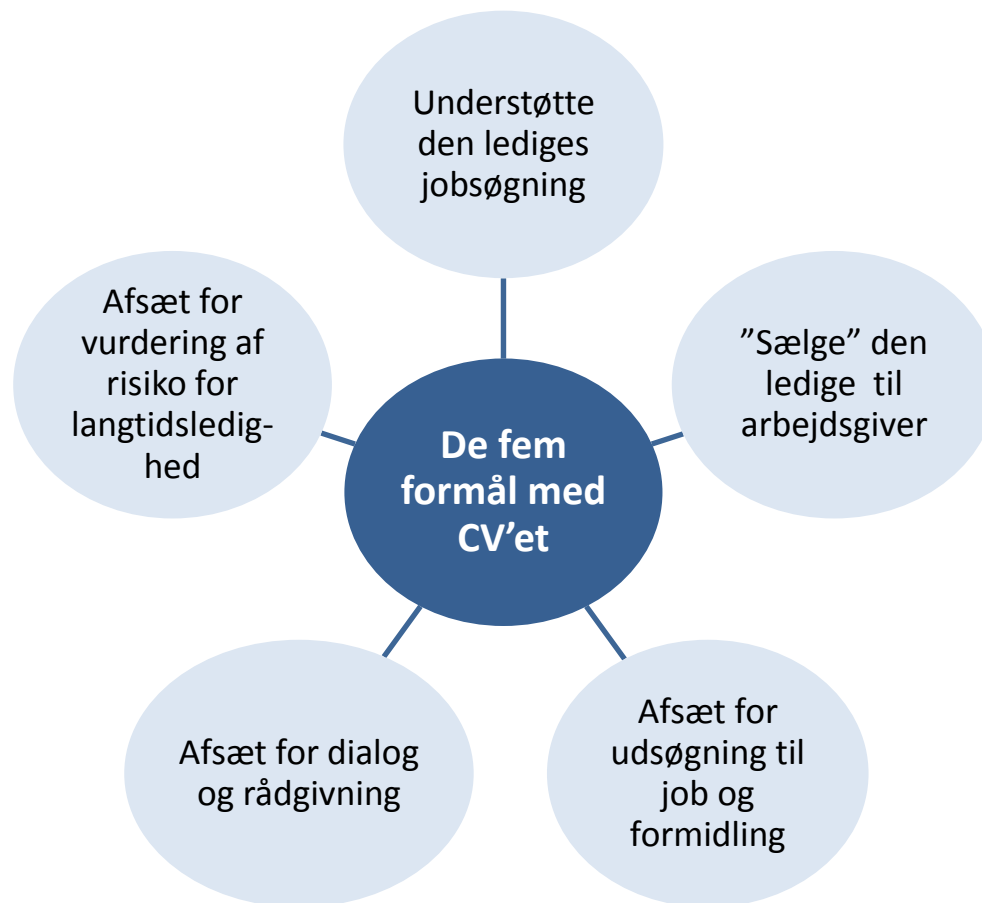 Understøtte
den lediges
jobsøgning
”Sælge” den
ledige  til
arbejdsgiver
Afsæt for
udsøgning til
job og
formidling
Afsæt for dialog
og rådgivning
Afsæt for
vurdering af
risiko for
langtidsledig-
hed
De fem
formål med
CV’et